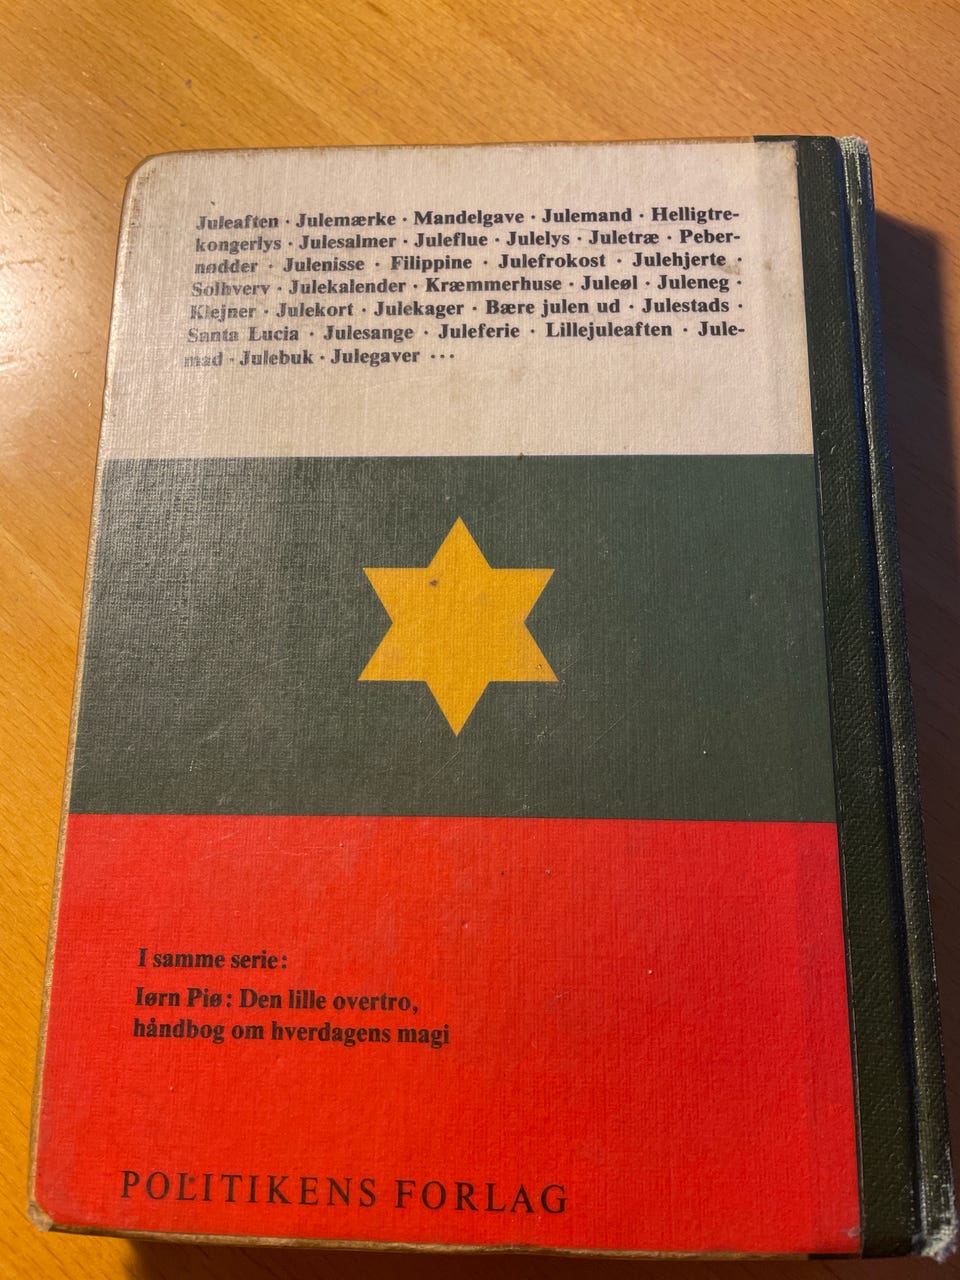 Juleaften · Julemærke · Mandelgave · Julemand · Helligtre-
kongerlys · Julesalmer · Juleflue · Julelys · Juletræ · Peber-
nødder · Julenisse · Filippine · Julefrokost · Julehjerte ·
Solhverv · Julekalender · Kræmmerhuse · Juleøl · Juleneg ·
Klejner · Julekort · Julekager · Bære julen ud · Julestads ·
Santa Lucia · Julesange · Juleferie · Lillejuleaften · Jule-
mad · Julebuk · Julegaver ···
I samme serie:
Iørn Piø: Den lille overtro,
håndbog om hverdagens magi
POLITIKENS FORLAG